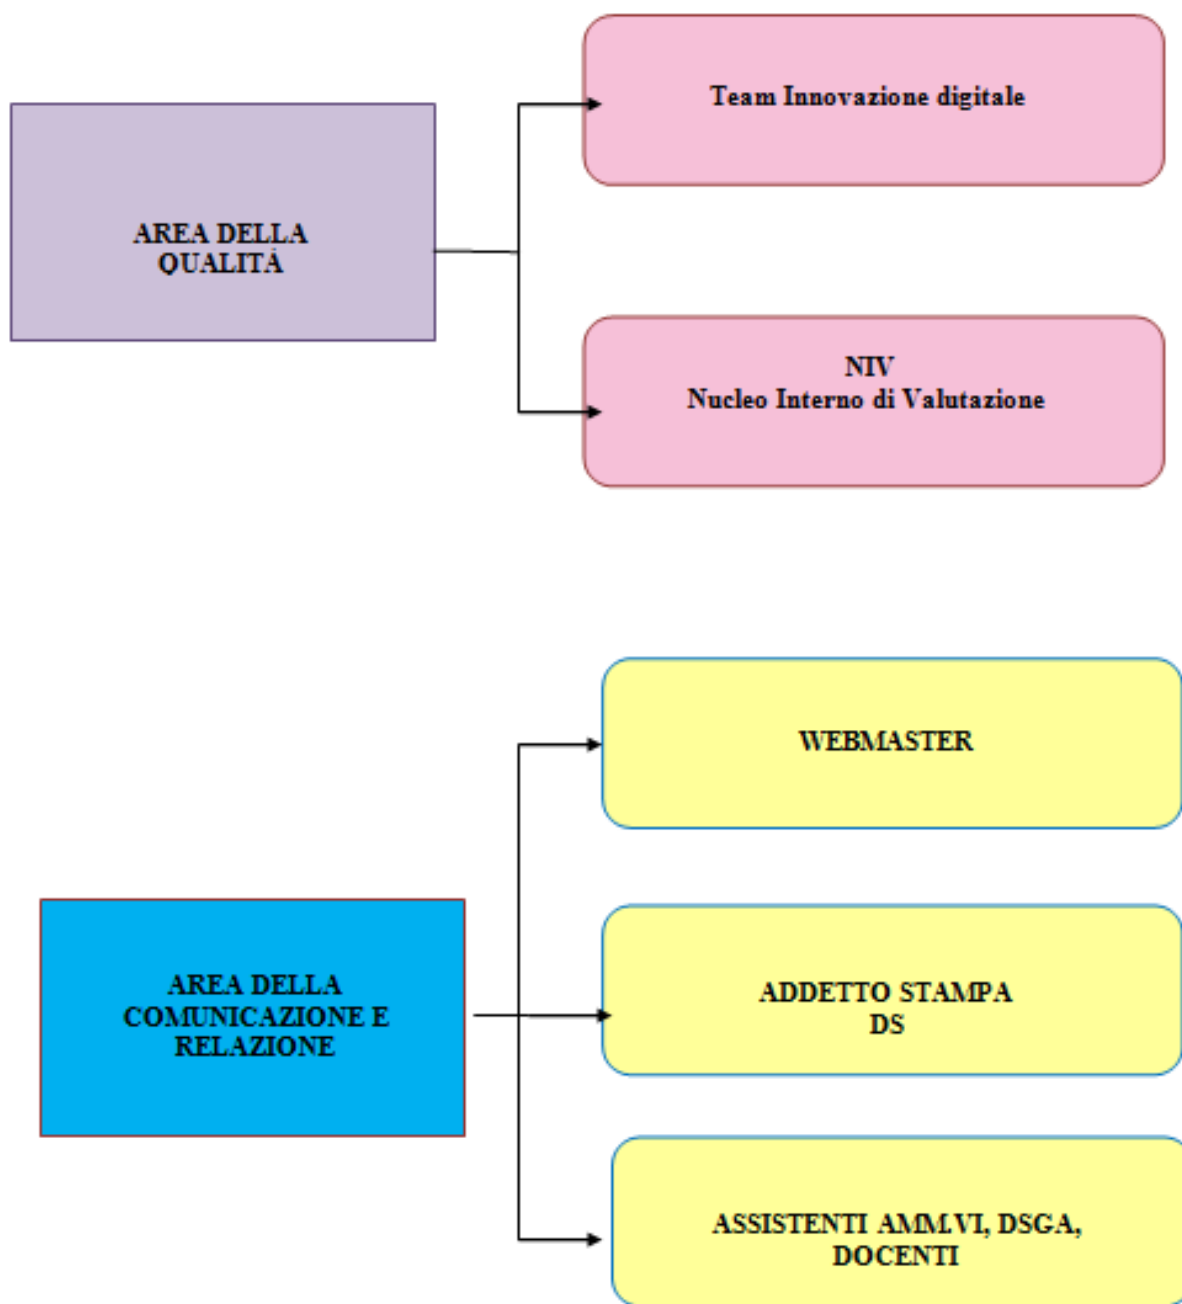 Team Innovazione digitale
AREA DELLA
QUALITÁ
NIV
Nucleo Interno di Valutazione
WEBMASTER
AREA DELLA
COMUNICAZIONE E
RELAZIONE
ADDETTO STAMPA
DS
ASSISTENTI AMM.VI, DSGA,
DOCENTI